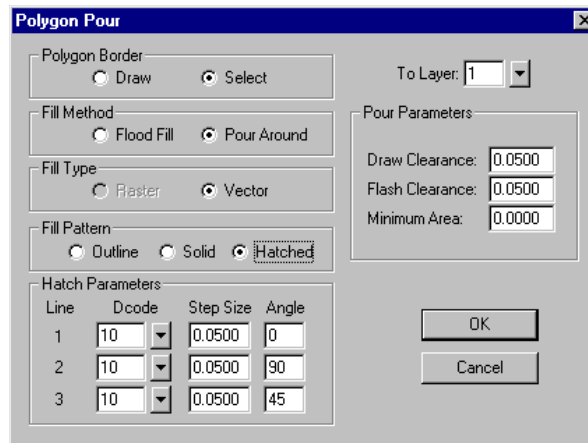 Polygon Pour
Polygon Border
Draw Select
To Layer: 1
Fill Method
Flood Fill Pour Around
Pour Parameters
Draw Clearance: 0.0500
Flash Clearance: 0.0500
Minimum Area: 0.0000
Fill Type
Raster Vector
Fill Pattern
Outline Solid Hatched
Hatch Parameters
Line Dcode Step Size Angle
1 10 0.0500 0
2 10 0.0500 90
3 10 0.0500 45
OK
Cancel